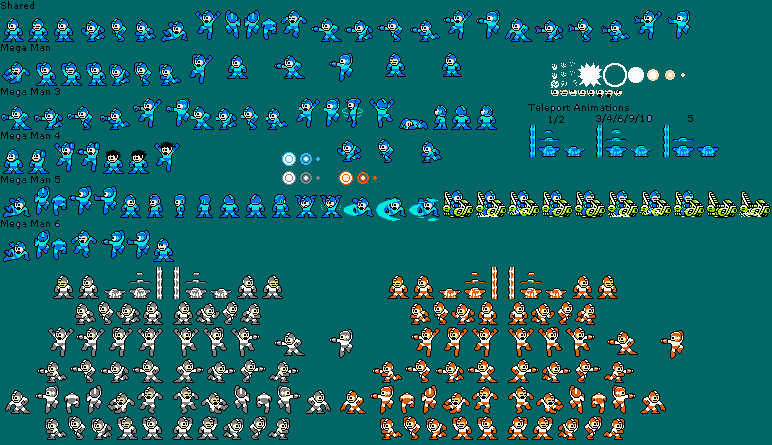 Shared
Mega Man
Mega Man 3
Teleport Animations
1/2 3/4/6/9/10 5
Mega Man 4
Mega Man 5
Mega Man 6